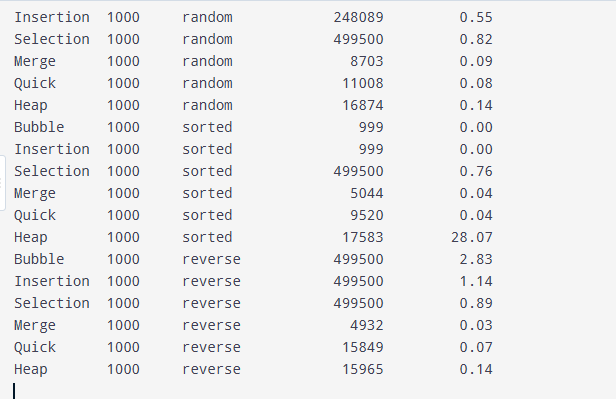 Insertion 1000 random 248089 0.55
Selection 1000 random 499500 0.82
Merge 1000 random 8703 0.09
Quick 1000 random 11008 0.08
Heap 1000 random 16874 0.14
Bubble 1000 sorted 999 0.00
Insertion 1000 sorted 999 0.00
Selection 1000 sorted 499500 0.76
Merge 1000 sorted 5044 0.04
Quick 1000 sorted 9520 0.04
Heap 1000 sorted 17583 28.07
Bubble 1000 reverse 499500 2.83
Insertion 1000 reverse 499500 1.14
Selection 1000 reverse 499500 0.89
Merge 1000 reverse 4932 0.03
Quick 1000 reverse 15849 0.07
Heap 1000 reverse 15965 0.14